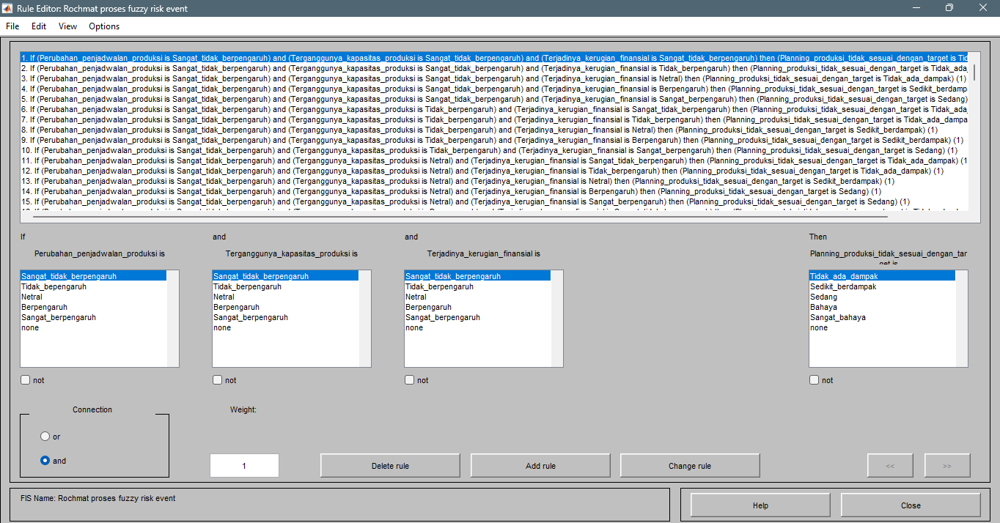 Rule Editor: Rochmat proses fuzzy risk event
File Edit View Options
1. If (Perubahan_penjadwalan_produksi is Sangat_tidak_berpengaruh) and (Terganggunya_kapasitas_produksi is Sangat_tidak_berpengaruh) and (Terjadinya_kerugian_finansial is Sangat_tidak_berpengaruh) then (Planning_produksi_tidak_sesuai_dengan_target is Tid
2. If (Perubahan_penjadwalan_produksi is Sangat_tidak_berpengaruh) and (Terganggunya_kapasitas_produksi is Sangat_tidak_berpengaruh) and (Terjadinya_kerugian_finansial is Tidak_berpengaruh) then (Planning_produksi_tidak_sesuai_dengan_target is Tidak_ada_
3. If (Perubahan_penjadwalan_produksi is Sangat_tidak_berpengaruh) and (Terganggunya_kapasitas_produksi is Sangat_tidak_berpengaruh) and (Terjadinya_kerugian_finansial is Netral) then (Planning_produksi_tidak_sesuai_dengan_target is Tidak_ada_dampak) (1)
4. If (Perubahan_penjadwalan_produksi is Sangat_tidak_berpengaruh) and (Terganggunya_kapasitas_produksi is Sangat_tidak_berpengaruh) and (Terjadinya_kerugian_finansial is Berpengaruh) then (Planning_produksi_tidak_sesuai_dengan_target is Sedikit_berdamp
5. If (Perubahan_penjadwalan_produksi is Sangat_tidak_berpengaruh) and (Terganggunya_kapasitas_produksi is Sangat_tidak_berpengaruh) and (Terjadinya_kerugian_finansial is Sangat_berpengaruh) then (Planning_produksi_tidak_sesuai_dengan_target is Sedang)
6. If (Perubahan_penjadwalan_produksi is Sangat_tidak_berpengaruh) and (Terganggunya_kapasitas_produksi is Tidak_berpengaruh) and (Terjadinya_kerugian_finansial is Sangat_tidak_berpengaruh) then (Planning_produksi_tidak_sesuai_dengan_target is Tidak_ada_
7. If (Perubahan_penjadwalan_produksi is Sangat_tidak_berpengaruh) and (Terganggunya_kapasitas_produksi is Tidak_berpengaruh) and (Terjadinya_kerugian_finansial is Tidak_berpengaruh) then (Planning_produksi_tidak_sesuai_dengan_target is Tidak_ada_dampa
8. If (Perubahan_penjadwalan_produksi is Sangat_tidak_berpengaruh) and (Terganggunya_kapasitas_produksi is Tidak_berpengaruh) and (Terjadinya_kerugian_finansial is Netral) then (Planning_produksi_tidak_sesuai_dengan_target is Sedikit_berdampak) (1)
9. If (Perubahan_penjadwalan_produksi is Sangat_tidak_berpengaruh) and (Terganggunya_kapasitas_produksi is Tidak_berpengaruh) and (Terjadinya_kerugian_finansial is Berpengaruh) then (Planning_produksi_tidak_sesuai_dengan_target is Sedikit_berdampak) (1)
10. If (Perubahan_penjadwalan_produksi is Sangat_tidak_berpengaruh) and (Terganggunya_kapasitas_produksi is Tidak_berpengaruh) and (Terjadinya_kerugian_finansial is Sangat_berpengaruh) then (Planning_produksi_tidak_sesuai_dengan_target is Sedang) (1)
11. If (Perubahan_penjadwalan_produksi is Sangat_tidak_berpengaruh) and (Terganggunya_kapasitas_produksi is Netral) and (Terjadinya_kerugian_finansial is Sangat_tidak_berpengaruh) then (Planning_produksi_tidak_sesuai_dengan_target is Tidak_ada_dampak) (1
12. If (Perubahan_penjadwalan_produksi is Sangat_tidak_berpengaruh) and (Terganggunya_kapasitas_produksi is Netral) and (Terjadinya_kerugian_finansial is Tidak_berpengaruh) then (Planning_produksi_tidak_sesuai_dengan_target is Tidak_ada_dampak) (1)
13. If (Perubahan_penjadwalan_produksi is Sangat_tidak_berpengaruh) and (Terganggunya_kapasitas_produksi is Netral) and (Terjadinya_kerugian_finansial is Netral) then (Planning_produksi_tidak_sesuai_dengan_target is Sedikit_berdampak) (1)
14. If (Perubahan_penjadwalan_produksi is Sangat_tidak_berpengaruh) and (Terganggunya_kapasitas_produksi is Netral) and (Terjadinya_kerugian_finansial is Berpengaruh) then (Planning_produksi_tidak_sesuai_dengan_target is Sedang) (1)
15. If (Perubahan_penjadwalan_produksi is Sangat_tidak_berpengaruh) and (Terganggunya_kapasitas_produksi is Netral) and (Terjadinya_kerugian_finansial is Sangat_berpengaruh) then (Planning_produksi_tidak_sesuai_dengan_target is Sedang) (1)
If and and Then
Perubahan_penjadwalan_produksi is Terganggunya_kapasitas_produksi is Terjadinya_kerugian_finansial is Planning_produksi_tidak_sesuai_dengan_tar
get is
Sangat_tidak_berpengaruh Sangat_tidak_berpengaruh Sangat_tidak_berpengaruh Tidak_ada_dampak
Tidak_bepengaruh Tidak_berpengaruh Tidak_berpengaruh Sedikit_berdampak
Netral Netral Netral Sedang
Berpengaruh Berpengaruh Berpengaruh Bahaya
Sangat_berpengaruh Sangat_berpengaruh Sangat_berpengaruh Sangat_bahaya
none none none none
not not not not
Connection Weight:
or
and
1 Delete rule Add rule Change rule << >>
FIS Name: Rochmat proses fuzzy risk event Help Close